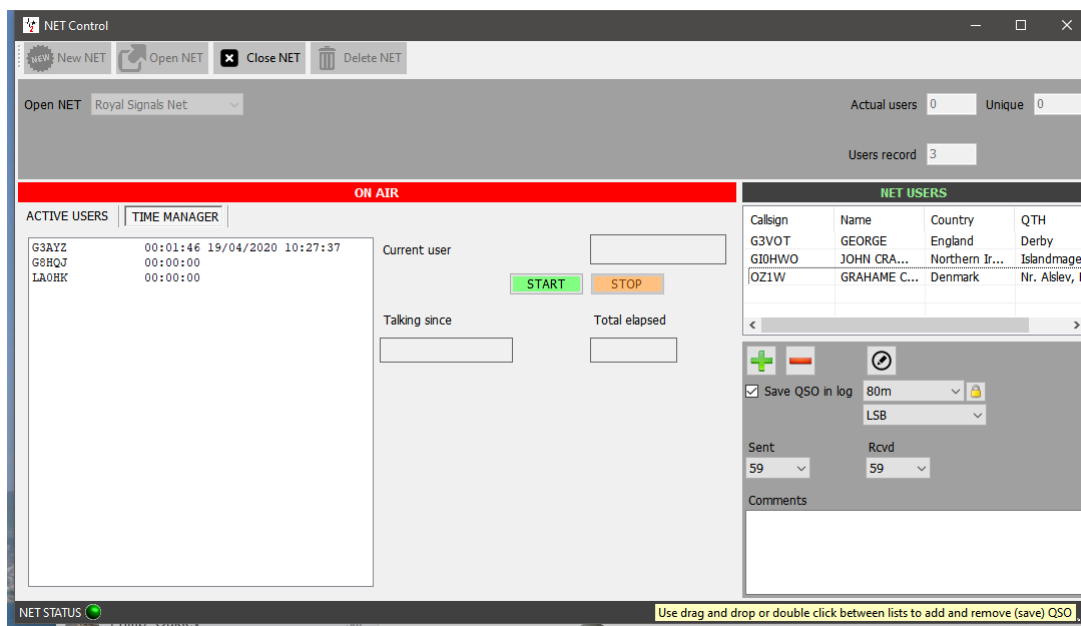 NET Control
NEW New NET Open NET Close NET Delete NET
Open NET Royal Signals Net Actual users 0 Unique 0
Users record 3
ON AIR NET USERS
ACTIVE USERS TIME MANAGER
Callsign Name Country QTH
G3AYZ 00:01:46 19/04/2020 10:27:37
G8HQJ 00:00:00
LA0HK 00:00:00
Current user
START STOP
Talking since Total elapsed
G3VOT GEORGE England Derby
GI0HWO JOHN CRA... Northern Ir... Islandmage
OZ1W GRAHAME C... Denmark Nr. Alslev,
Save QSO in log 80m
LSB
Sent Rcvd
59 59
Comments
NET STATUS
Use drag and drop or double click between lists to add and remove (save) QSO